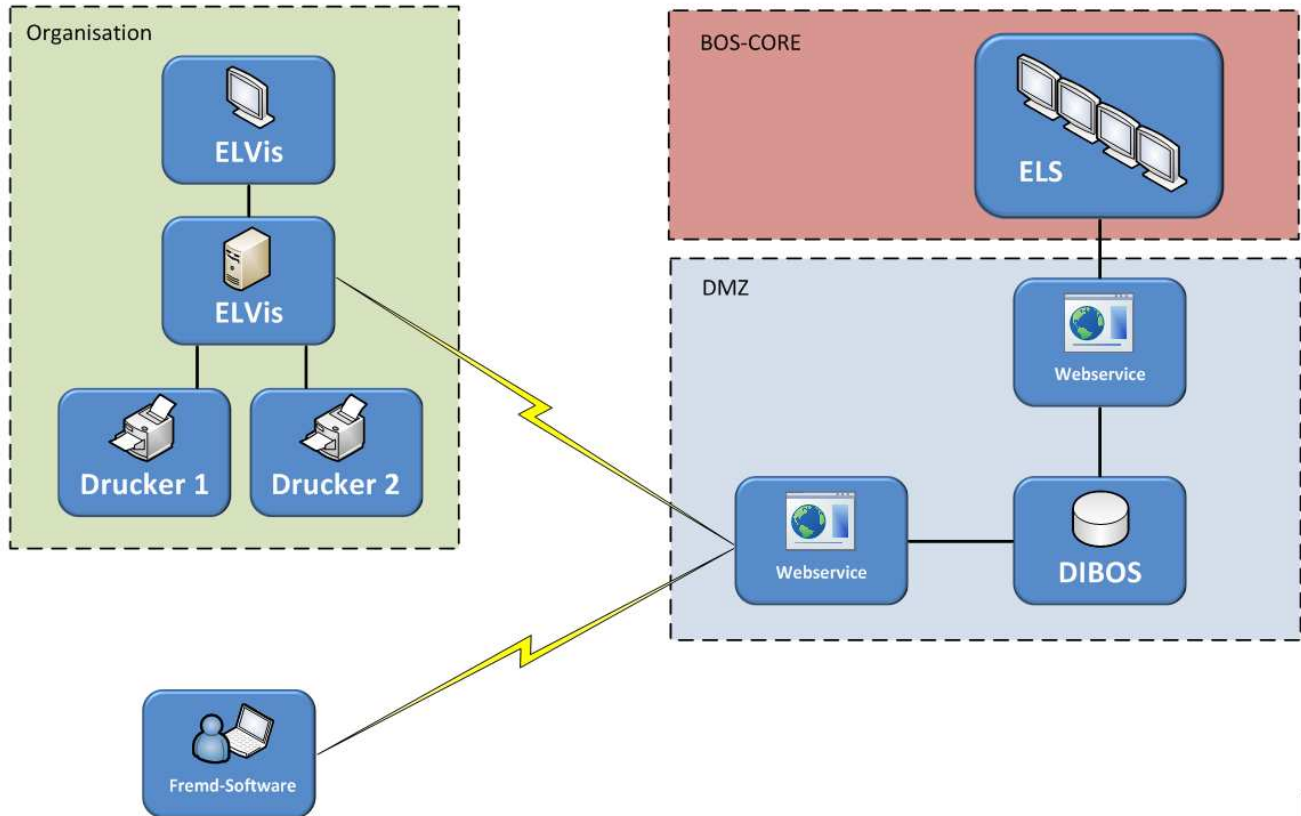 Organisation
ELVis
ELVis
Drucker 1
Drucker 2
BOS-CORE
ELS
DMZ
Webservice
Webservice
DIBOS
Fremd-Software